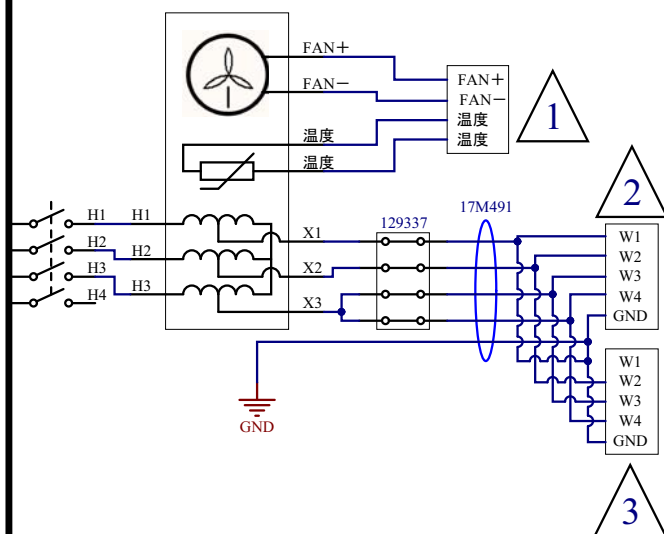 FAN+
FAN−
温度
温度
FAN+
FAN−
温度
温度
1
H1 H1
H2 H2
H3 H3
H4
X1
X2
X3
129337
17M491
2
W1
W2
W3
W4
GND
W1
W2
W3
W4
GND
GND
3